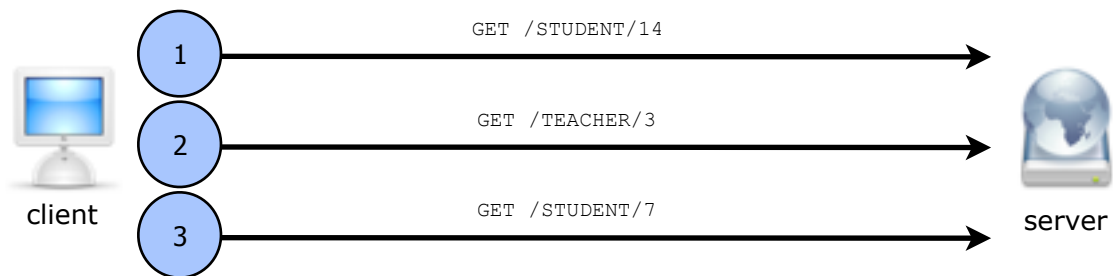 GET /STUDENT/14
1
GET /TEACHER/3
2
client
GET /STUDENT/7
3
server